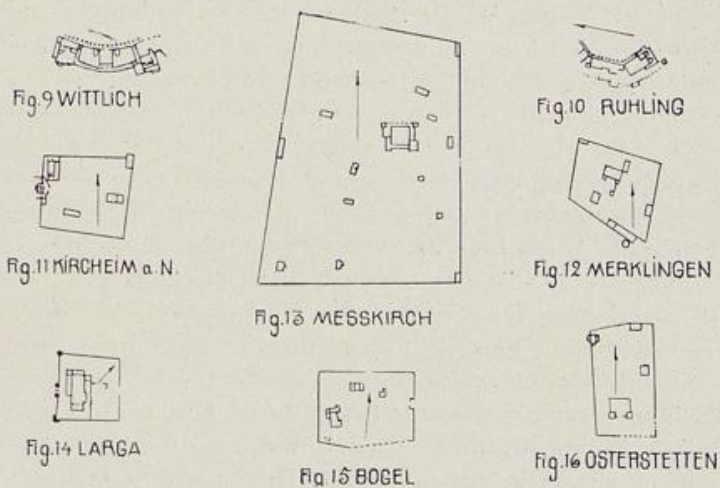 Fig.9 WITTLICH
Fig.10 RUHLING
Fig.11 KIRCHEIM a.N.
Fig.12 MERKLINGEN
Fig.13 MESSKIRCH
Fig.14 LARGA
Fig.15 BOGEL
Fig.16 OSTERSTETTEN